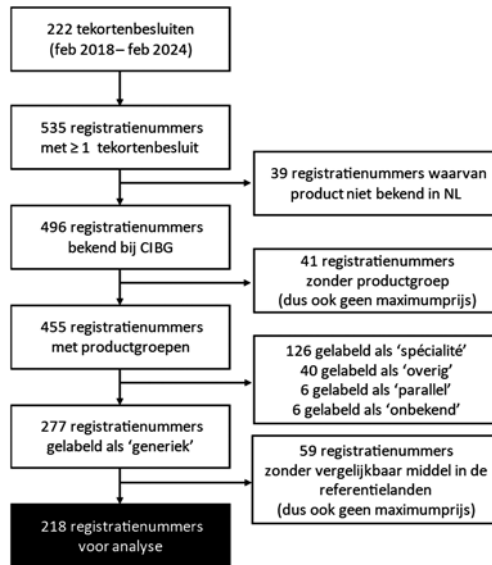 222 tekortenbesluiten
(feb 2018– feb 2024)
535 registratienummers
met ≥ 1 tekortenbesluit
39 registratienummers waarvan
product niet bekend in NL
496 registratienummers
bekend bij CIBG
41 registratienummers
zonder productgroep
(dus ook geen maximumprijs)
455 registratienummers
met productgroepen
126 gelabeld als ‘spécialité’
40 gelabeld als ‘overig’
6 gelabeld als ‘parallel’
6 gelabeld als ‘onbekend’
277 registratienummers
gelabeld als ‘generiek’
59 registratienummers
zonder vergelijkbaar middel in de
referentielanden
(dus ook geen maximumprijs)
218 registratienummers
voor analyse